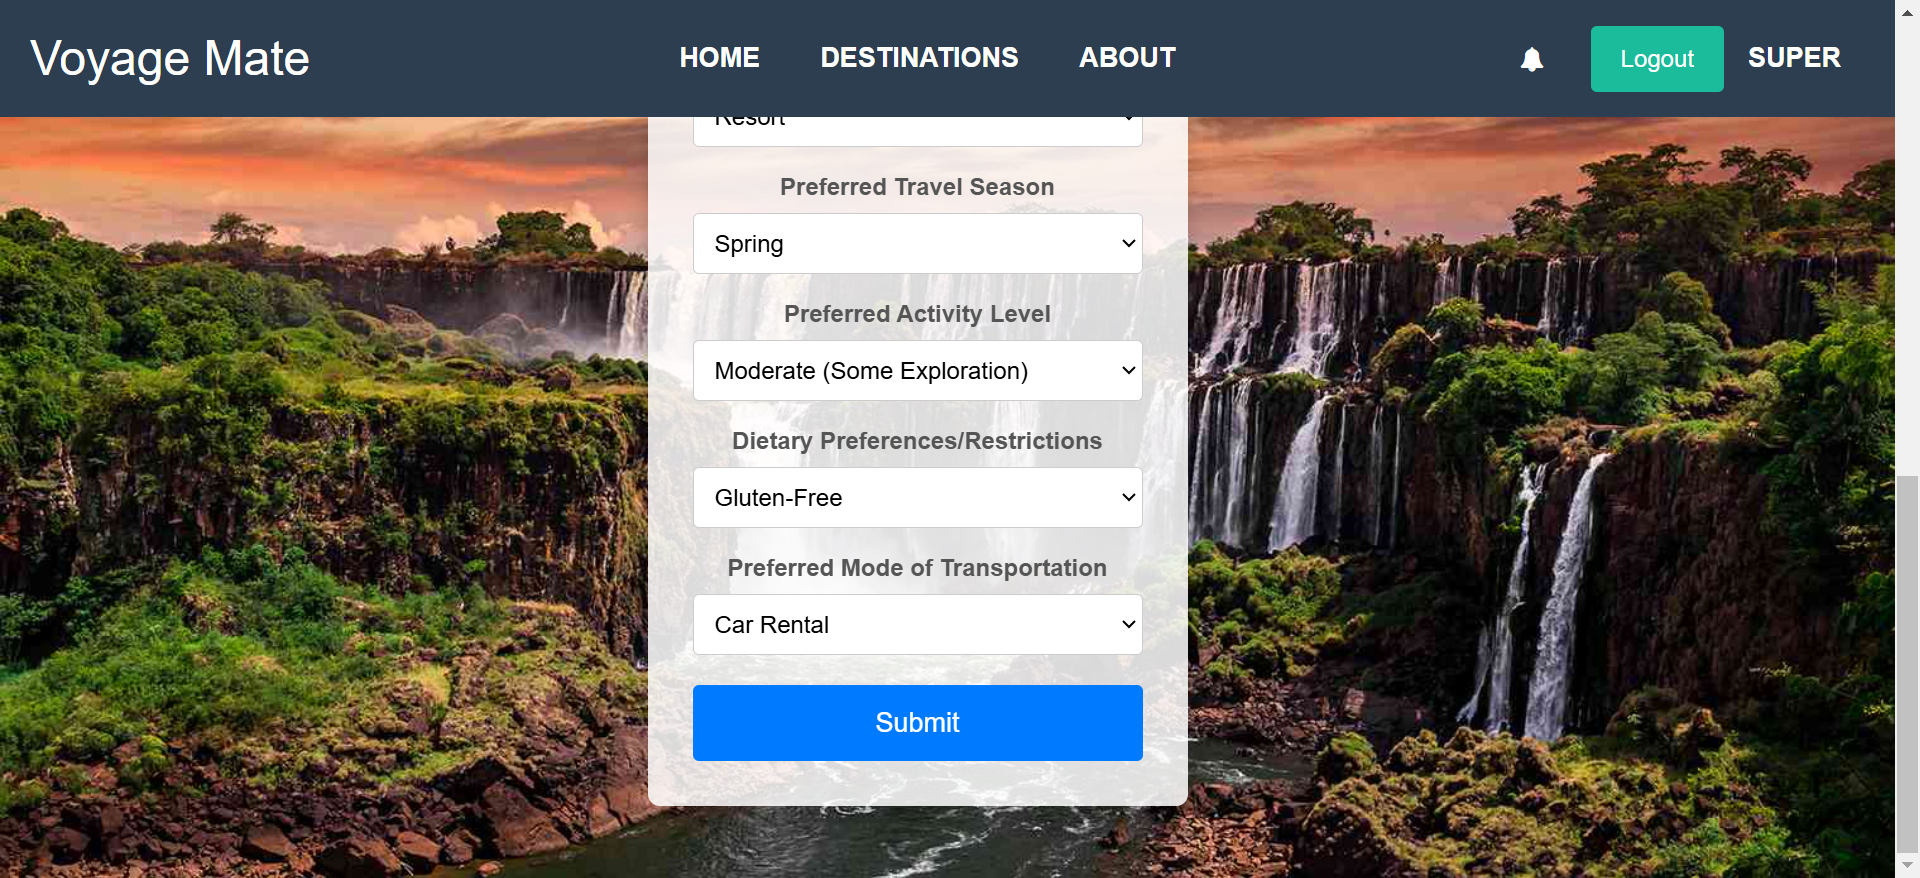 Voyage Mate
HOME
DESTINATIONS
ABOUT
Logout
SUPER
Resort
Preferred Travel Season
Spring
Preferred Activity Level
Moderate (Some Exploration)
Dietary Preferences/Restrictions
Gluten-Free
Preferred Mode of Transportation
Car Rental
Submit